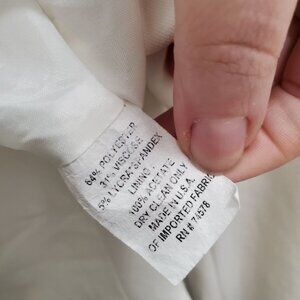 64% POLYESTER
31% VISCOSE
5% LYCRA® SPANDEX
LINING
100% ACETATE
DRY CLEAN ONLY
MADE IN U.S.A.
OF IMPORTED FABRIC
RN# 74578